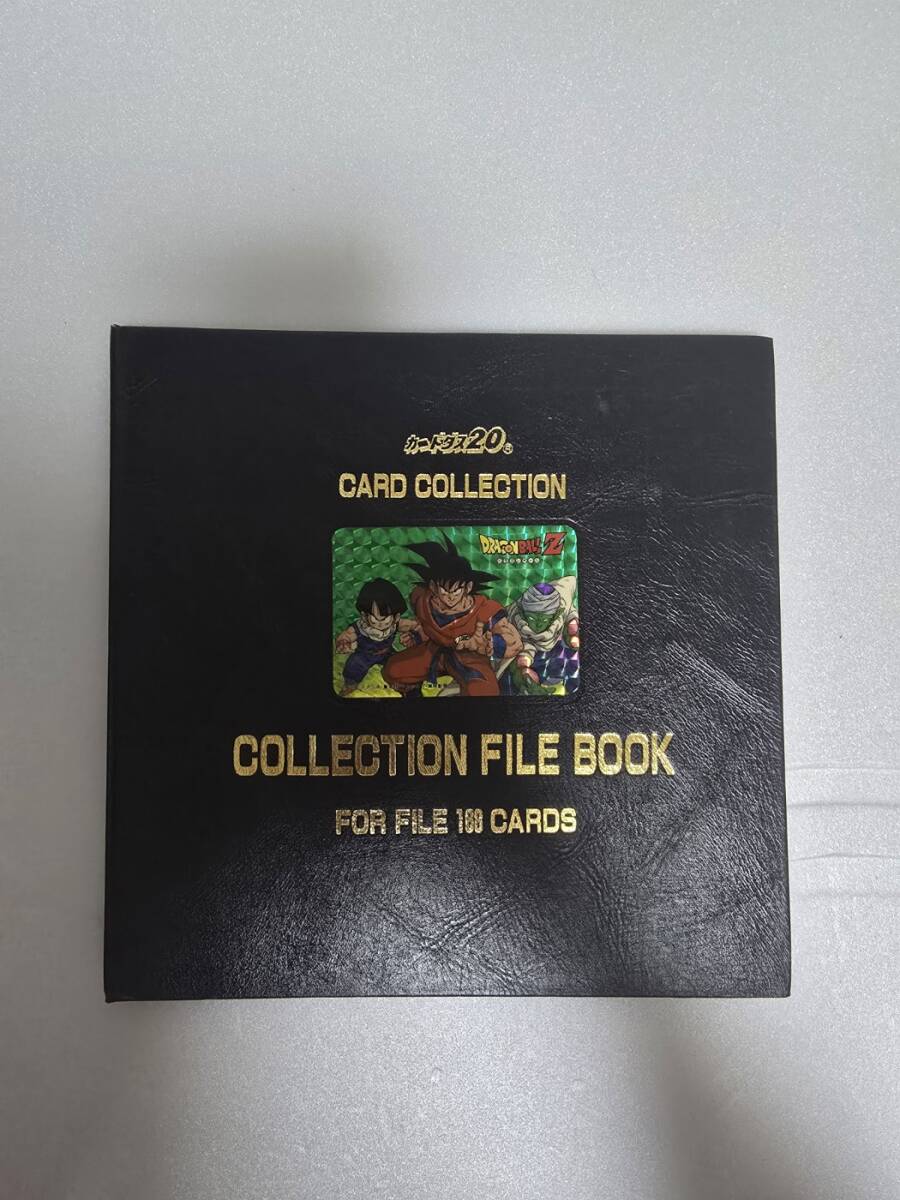 カードダス20
CARD COLLECTION
DRAGON BALL Z
COLLECTION FILE BOOK
FOR FILE 180 CARDS